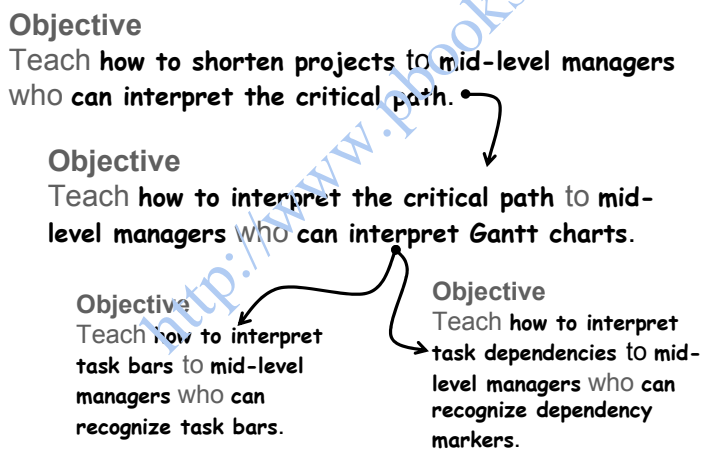 Objective
Teach how to shorten projects to mid-level managers
who can interpret the critical path.
Objective
Teach how to interpret the critical path to mid-
level managers who can interpret Gantt charts.
Objective
Teach how to interpret
task bars to mid-level
managers who can
recognize task bars.
Objective
Teach how to interpret
task dependencies to mid-
level managers who can
recognize dependency
markers.
http://www.pbook